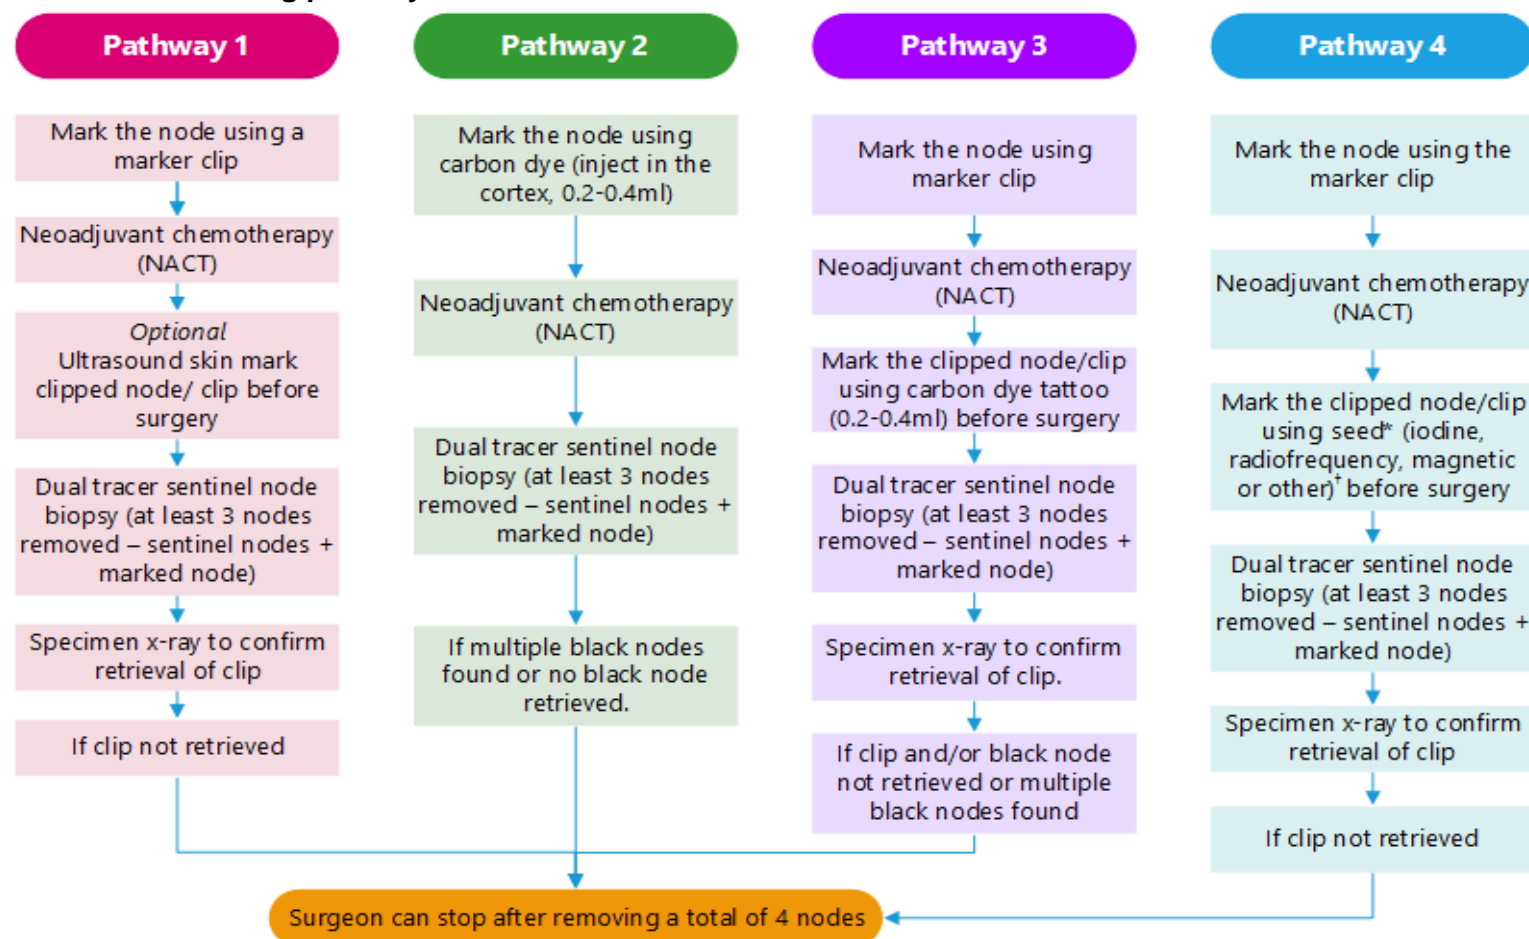 Pathway 1
Mark the node using a
marker clip
Neoadjuvant chemotherapy
(NACT)
Optional
Ultrasound skin mark
clipped node/ clip before
surgery
Dual tracer sentinel node
biopsy (at least 3 nodes
removed – sentinel nodes +
marked node)
Specimen x-ray to confirm
retrieval of clip
If clip not retrieved
Pathway 2
Mark the node using
carbon dye (inject in the
cortex, 0.2-0.4ml)
Neoadjuvant chemotherapy
(NACT)
Dual tracer sentinel node
biopsy (at least 3 nodes
removed – sentinel nodes +
marked node)
If multiple black nodes
found or no black node
retrieved.
Pathway 3
Mark the node using
marker clip
Neoadjuvant chemotherapy
(NACT)
Mark the clipped node/clip
using carbon dye tattoo
(0.2-0.4ml) before surgery
Dual tracer sentinel node
biopsy (at least 3 nodes
removed – sentinel nodes +
marked node)
Specimen x-ray to confirm
retrieval of clip.
If clip and/or black node
not retrieved or multiple
black nodes found
Pathway 4
Mark the node using the
marker clip
Neoadjuvant chemotherapy
(NACT)
Mark the clipped node/clip
using seed* (iodine,
radiofrequency, magnetic
or other)† before surgery
Dual tracer sentinel node
biopsy (at least 3 nodes
removed – sentinel nodes +
marked node)
Specimen x-ray to confirm
retrieval of clip
If clip not retrieved
Surgeon can stop after removing a total of 4 nodes